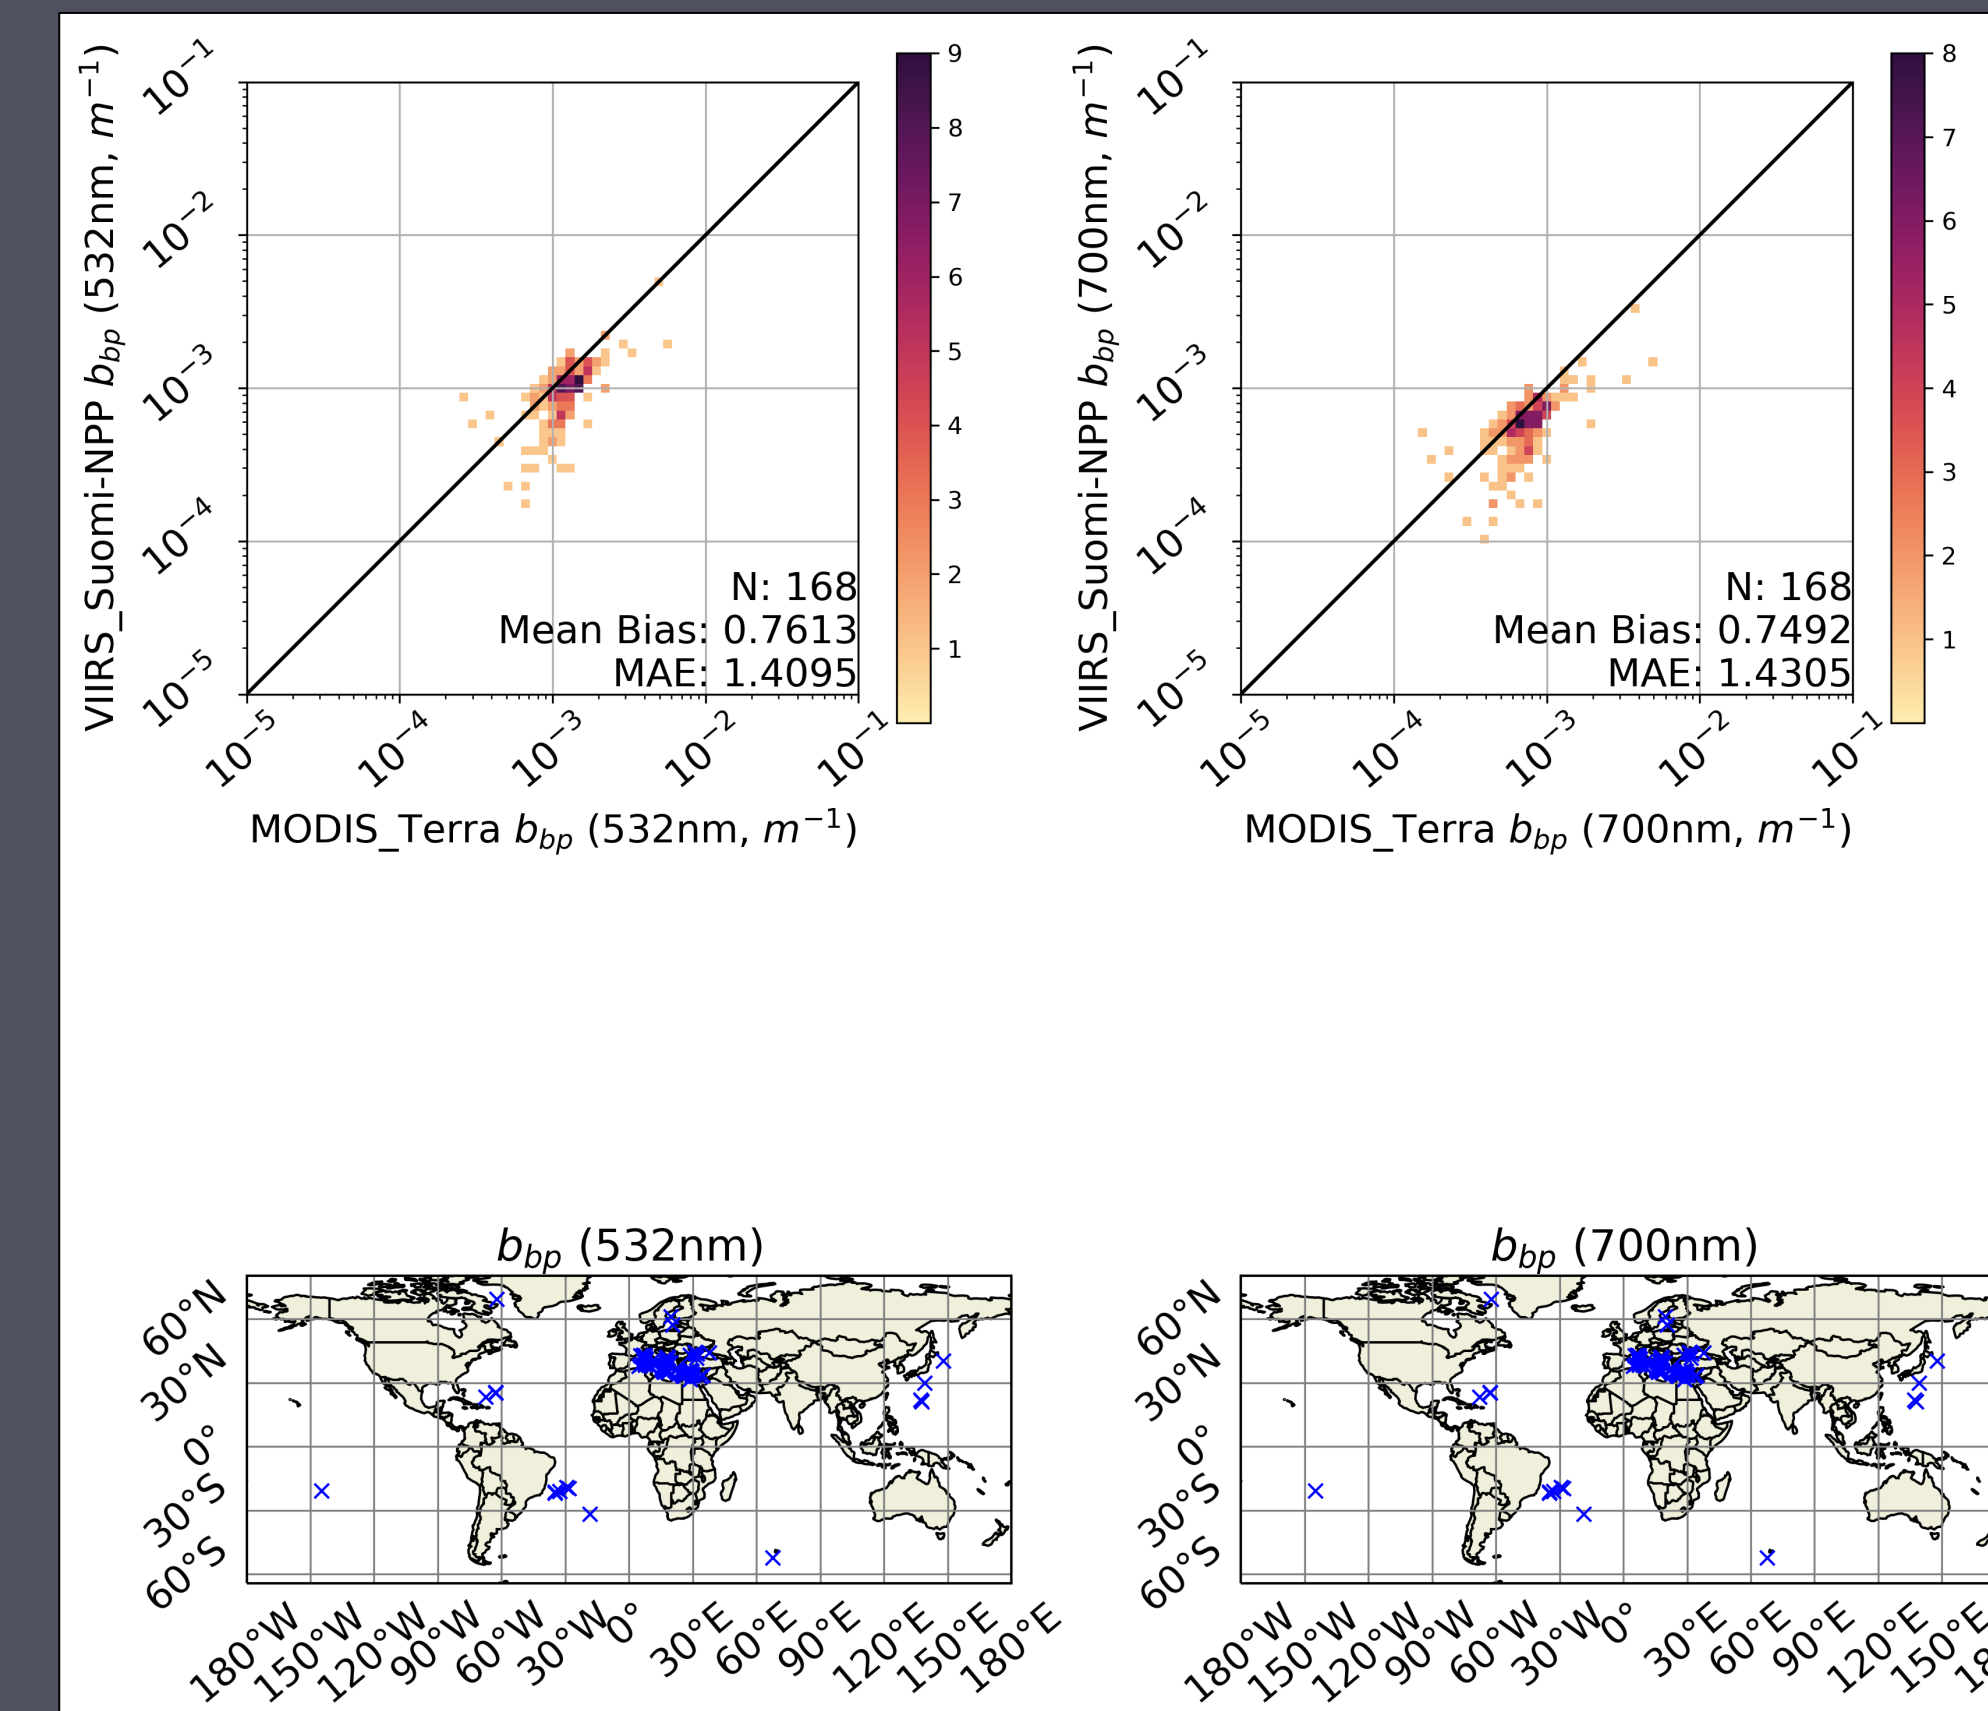 VIIRS_Suomi-NPP b_bp (532nm, m⁻¹)
10⁻¹
10⁻²
10⁻³
10⁻⁴
10⁻⁵
N: 168
Mean Bias: 0.7613
MAE: 1.4095
10⁻⁵ 10⁻⁴ 10⁻³ 10⁻² 10⁻¹
MODIS_Terra b_bp (532nm, m⁻¹)
9
8
7
6
5
4
3
2
1
VIIRS_Suomi-NPP b_bp (700nm, m⁻¹)
10⁻¹
10⁻²
10⁻³
10⁻⁴
10⁻⁵
N: 168
Mean Bias: 0.7492
MAE: 1.4305
10⁻⁵ 10⁻⁴ 10⁻³ 10⁻² 10⁻¹
MODIS_Terra b_bp (700nm, m⁻¹)
8
7
6
5
4
3
2
1
b_bp (532nm)
60°N
30°N
0°
30°S
60°S
180°W 150°W 120°W 90°W 60°W 30°W 0° 30°E 60°E 90°E 120°E 150°E 180°E
b_bp (700nm)
60°N
30°N
0°
30°S
60°S
180°W 150°W 120°W 90°W 60°W 30°W 0° 30°E 60°E 90°E 120°E 150°E